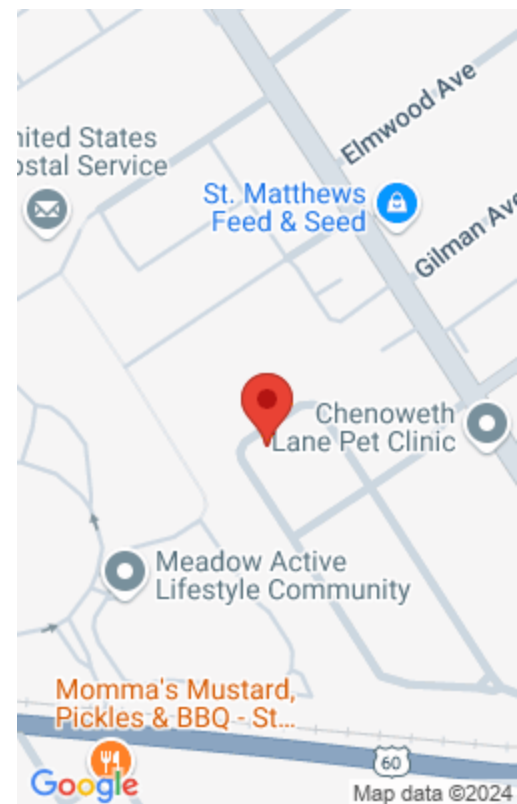 Elmwood Ave
nited States
ostal Service
St. Matthews
Feed & Seed
Gilman Ave
Chenoweth
Lane Pet Clinic
Meadow Active
Lifestyle Community
Momma's Mustard,
Pickles & BBQ - St...
60
Google
Map data ©2024